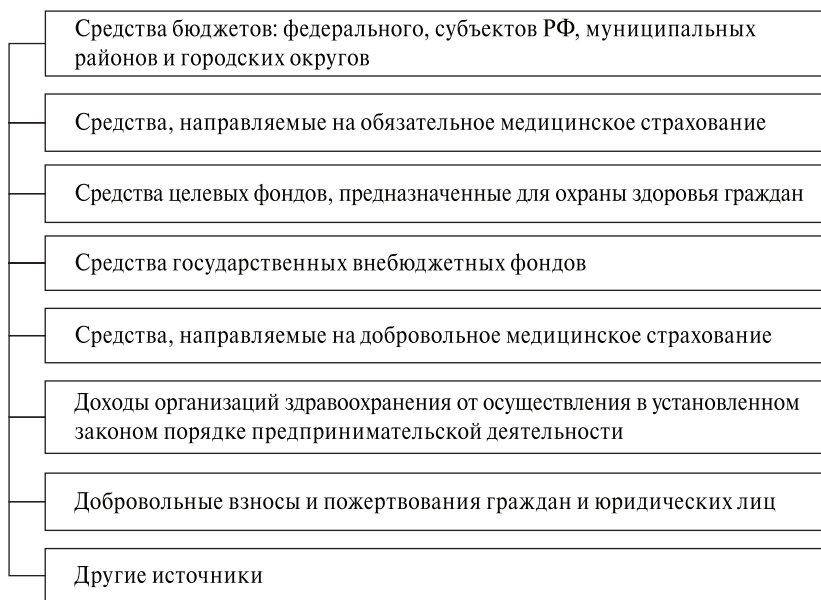 Средства бюджетов: федерального, субъектов РФ, муниципальных
районов и городских округов
Средства, направляемые на обязательное медицинское страхование
Средства целевых фондов, предназначенные для охраны здоровья граждан
Средства государственных внебюджетных фондов
Средства, направляемые на добровольное медицинское страхование
Доходы организаций здравоохранения от осуществления в установленном
законом порядке предпринимательской деятельности
Добровольные взносы и пожертвования граждан и юридических лиц
Другие источники